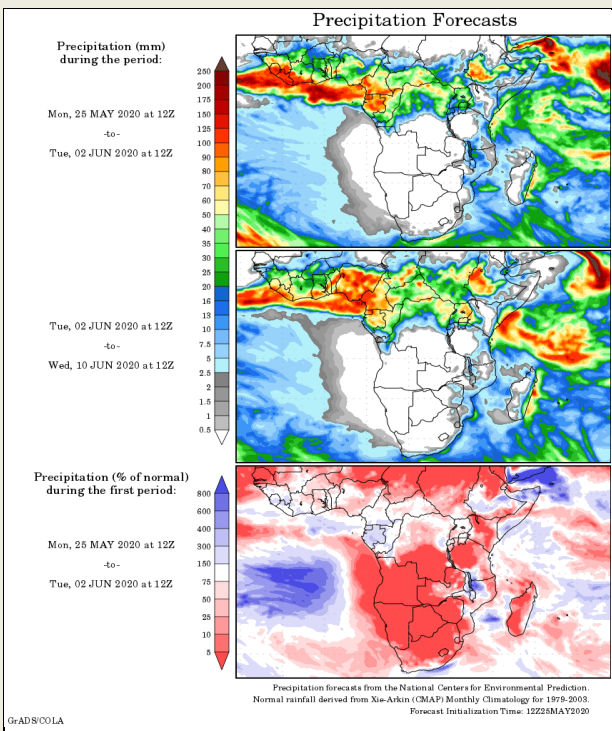 Precipitation Forecasts
Precipitation (mm)
during the period:
Mon, 25 MAY 2020 at 12Z
-to-
Tue, 02 JUN 2020 at 12Z
250
200
175
150
125
100
90
80
70
60
50
40
35
30
25
20
16
13
10
7.5
5
2.5
2
1.5
1
0.5
Tue, 02 JUN 2020 at 12Z
-to-
Wed, 10 JUN 2020 at 12Z
Precipitation (% of normal)
during the first period:
Mon, 25 MAY 2020 at 12Z
-to-
Tue, 02 JUN 2020 at 12Z
800
600
400
300
150
75
50
25
10
5
Precipitation forecasts from the National Centers for Environmental Prediction.
Normal rainfall derived from Xie-Arkin (CMAP) Monthly Climatology for 1979-2003.
Forecast Initialization Time: 12Z25MAY2020
GrADS/COLA